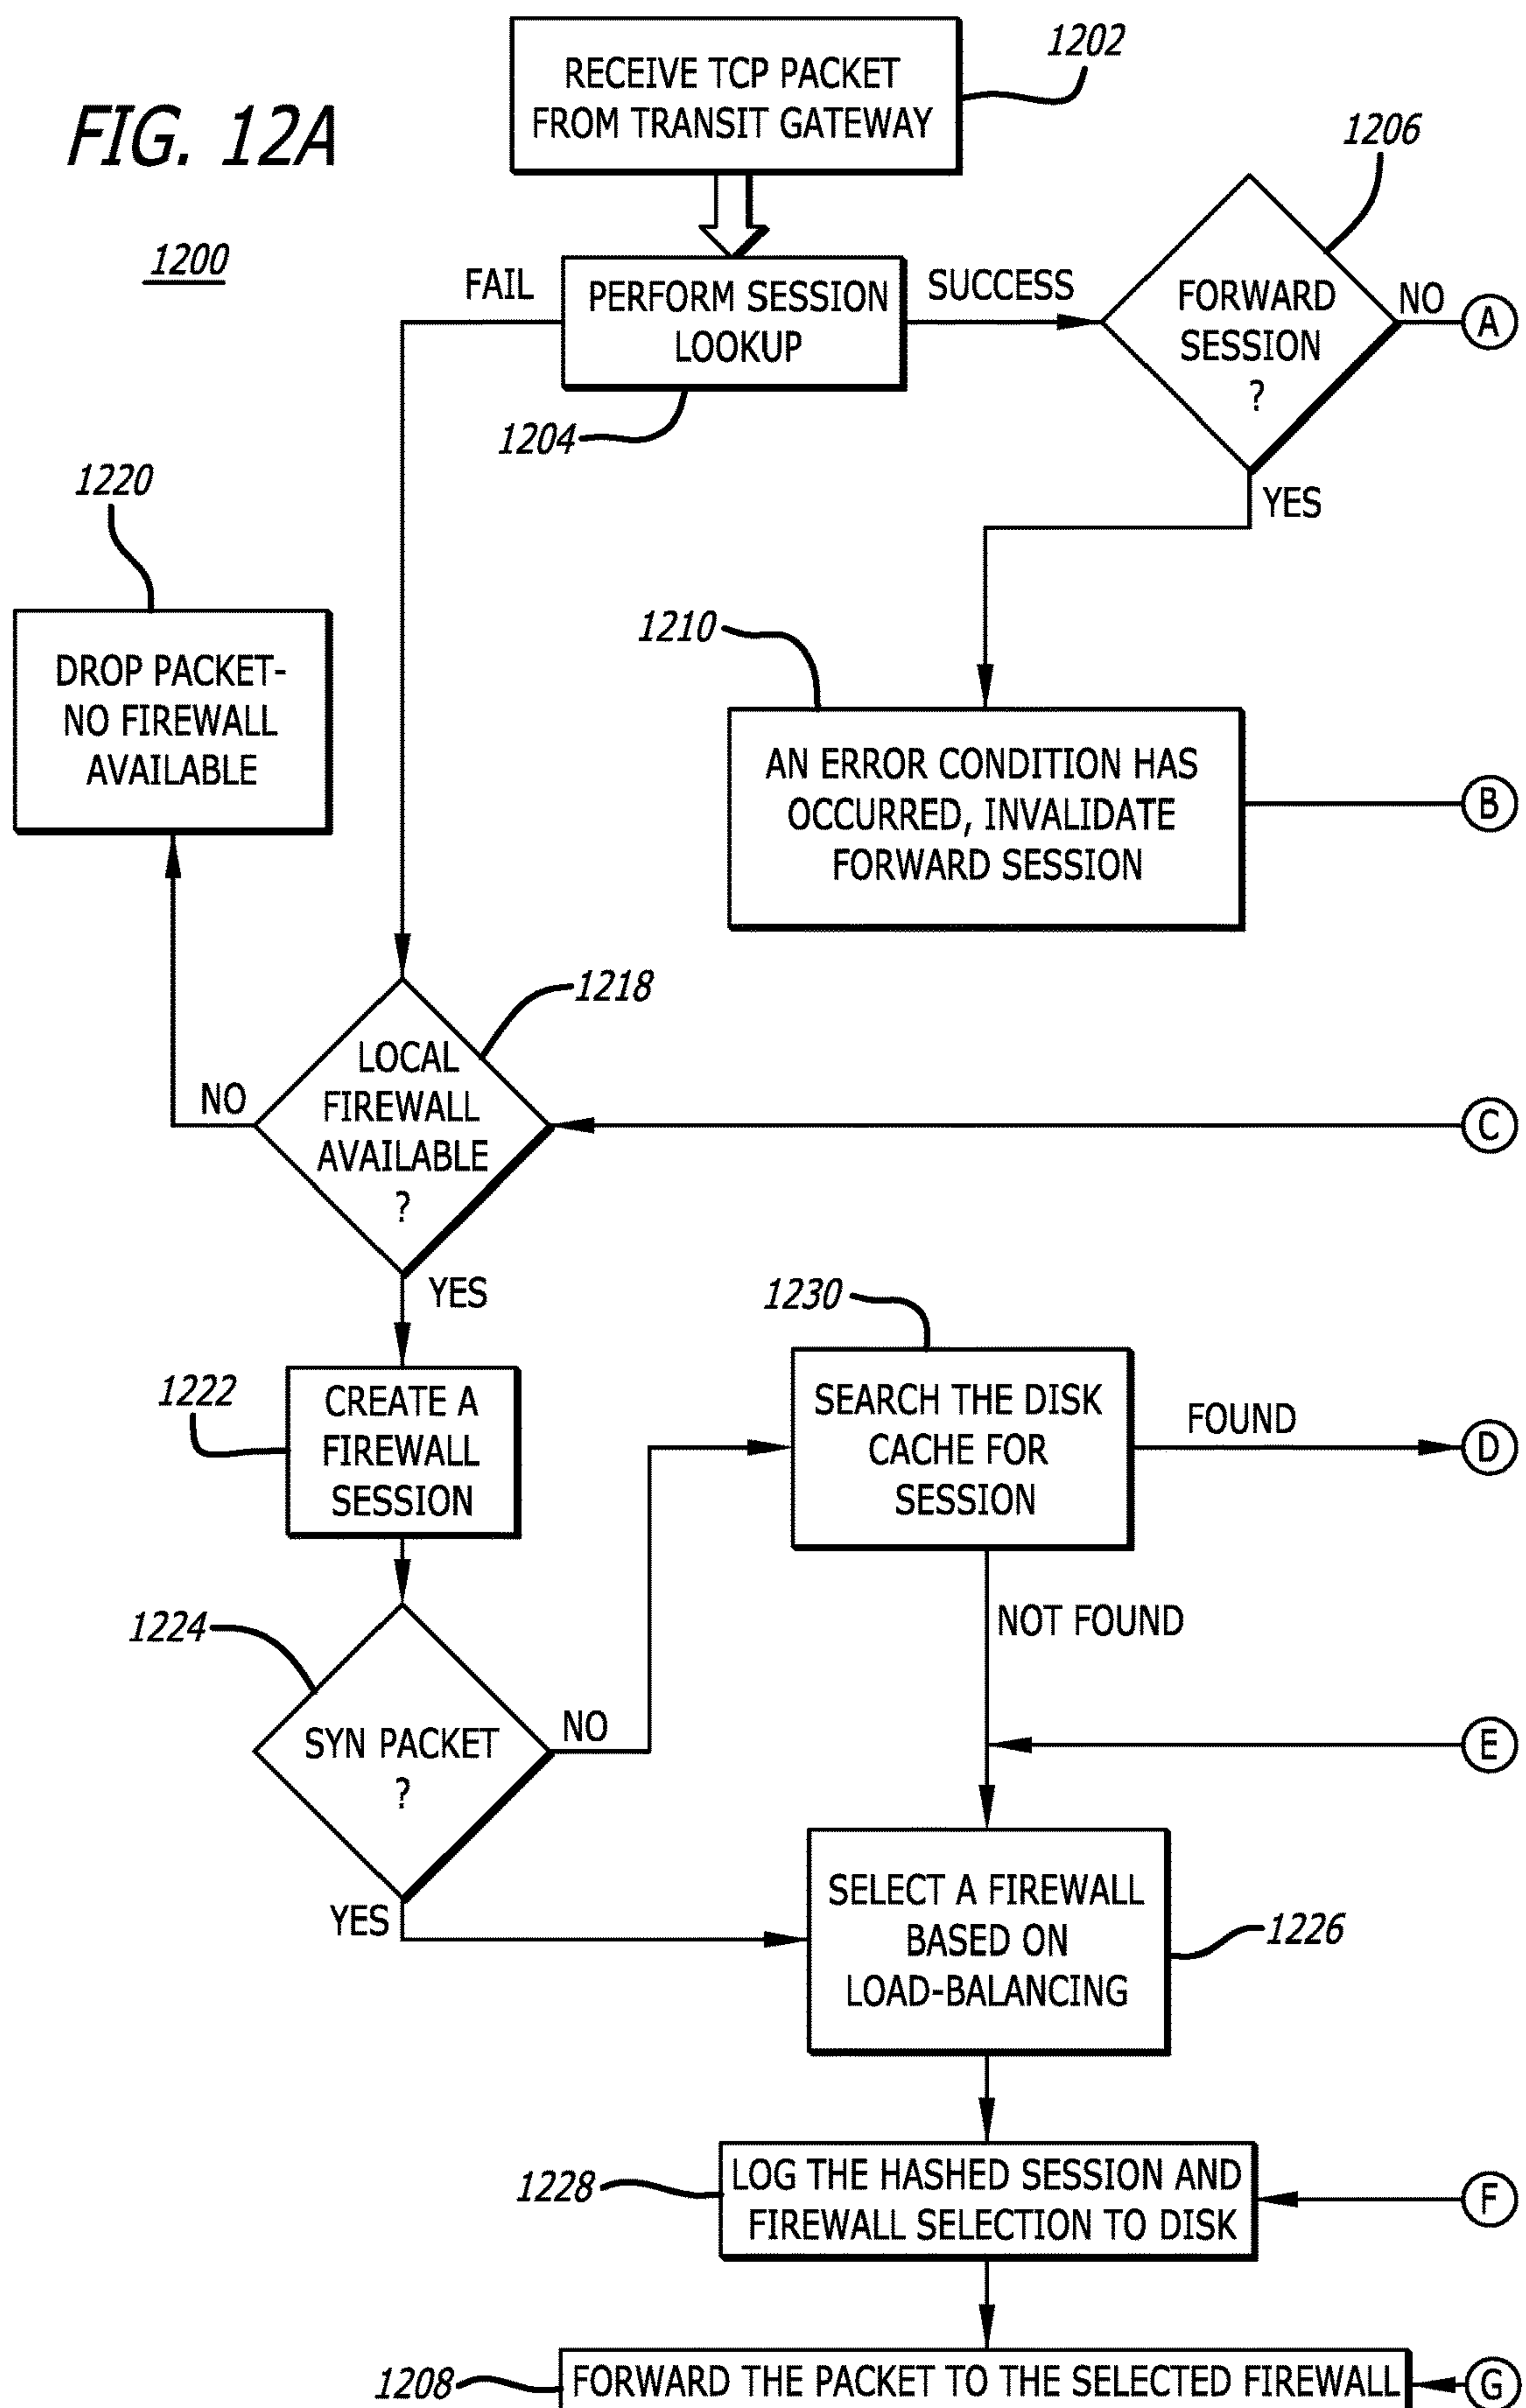 FIG. 12A
1200
RECEIVE TCP PACKET
FROM TRANSIT GATEWAY
1202
1206
FAIL
PERFORM SESSION
LOOKUP
SUCCESS
1204
FORWARD
SESSION
?
NO
A
YES
1220
DROP PACKET-
NO FIREWALL
AVAILABLE
1210
AN ERROR CONDITION HAS
OCCURRED, INVALIDATE
FORWARD SESSION
B
1218
LOCAL
FIREWALL
AVAILABLE
?
NO
C
YES
1222
CREATE A
FIREWALL
SESSION
1230
SEARCH THE DISK
CACHE FOR
SESSION
FOUND
D
NOT FOUND
1224
SYN PACKET
?
NO
E
YES
SELECT A FIREWALL
BASED ON
LOAD-BALANCING
1226
1228
LOG THE HASHED SESSION AND
FIREWALL SELECTION TO DISK
F
1208
FORWARD THE PACKET TO THE SELECTED FIREWALL
G